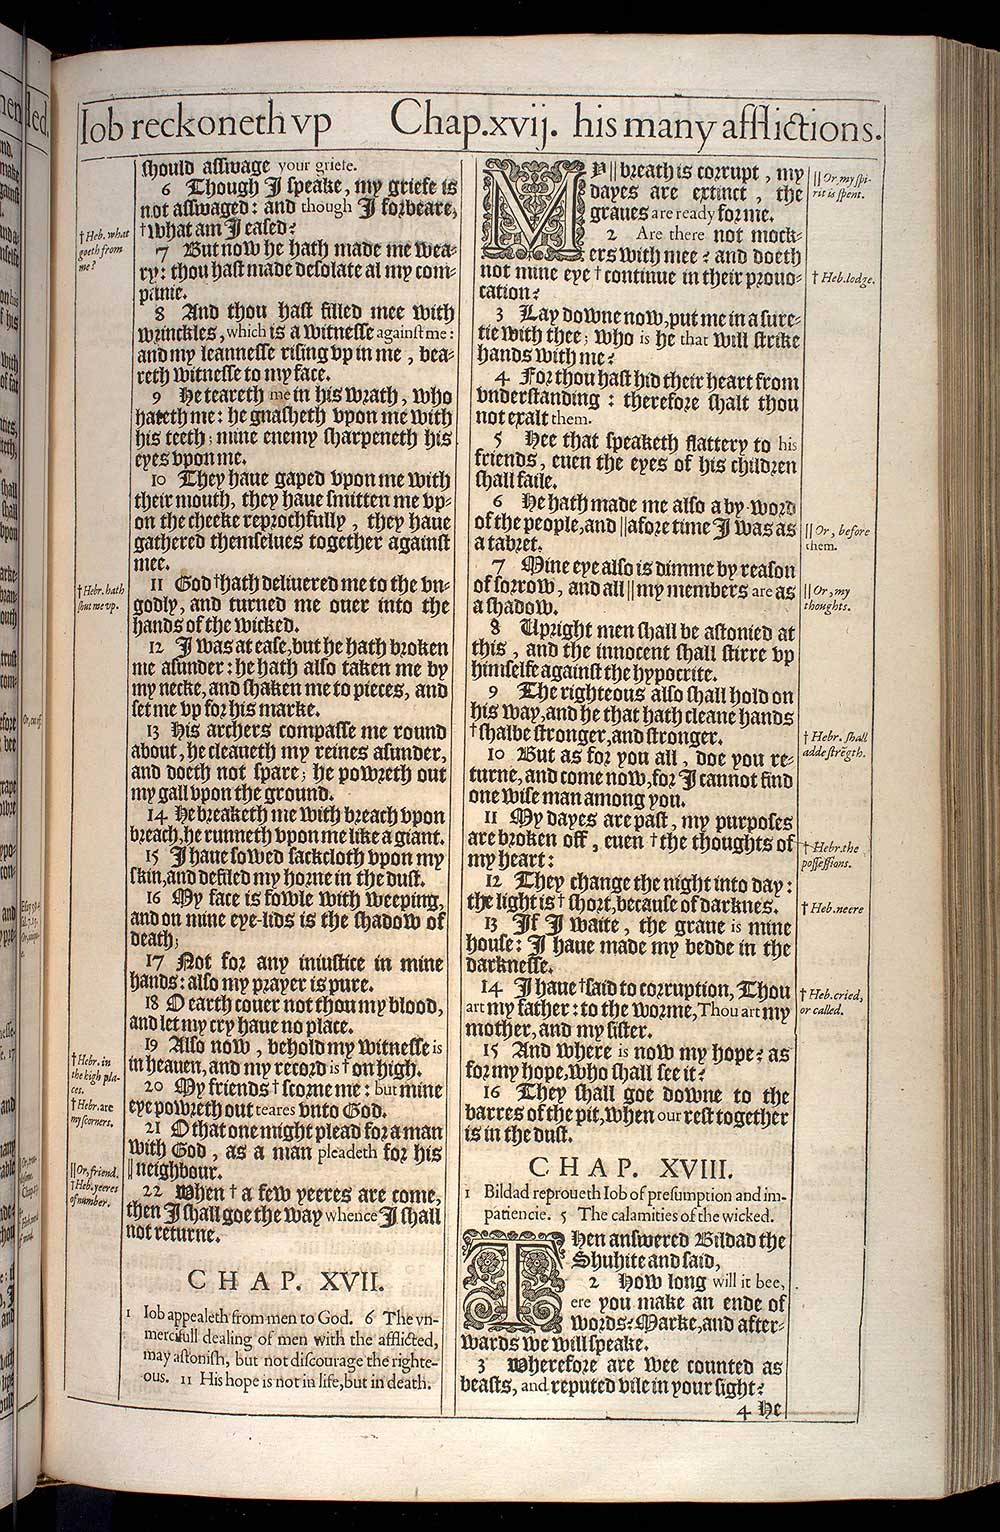 Iob reckoneth vp Chap.xvij. his many afflictions.
should asswage your griefe.
6 Though I speake, my griefe is
not asswaged: and though I forbeare,
†what am I eased?
7 But now he hath made me wea-
ry: thou hast made desolate al my com-
panie.
8 And thou hast filled mee with
wrinckles, which is a witnesse against me:
and my leannesse rising vp in me, bea-
reth witnesse to my face.
9 He teareth me in his wrath, who
hateth me: he gnasheth vpon me with
his teeth; mine enemy sharpeneth his
eyes vpon me.
10 They haue gaped vpon me with
their mouth, they haue smitten me vp-
on the cheeke reprochfully, they haue
gathered themselues together against
mee.
11 God †hath deliuered me to the vn-
godly, and turned me ouer into the
hands of the wicked.
12 I was at ease, but he hath broken
me asunder: he hath also taken me by
my necke, and shaken me to pieces, and
set me vp for his marke.
13 His archers compasse me round
about, he cleaueth my reines asunder,
and doeth not spare; he powreth out
my gall vpon the ground.
14 He breaketh me with breach vpon
breach, he runneth vpon me like a giant.
15 I haue sowed sackcloth vpon my
skin, and defiled my horne in the dust.
16 My face is fowle with weeping,
and on mine eye-lids is the shadow of
death;
17 Not for any iniustice in mine
hands: also my prayer is pure.
18 O earth couer not thou my blood,
and let my cry haue no place.
19 Also now, behold my witnesse is
in heauen, and my record is †on high.
20 My friends †scorne me: but mine
eye powreth out teares vnto God.
21 O that one might plead for a man
with God, as a man pleadeth for his
||neighbour.
22 When †a few yeeres are come,
then I shall goe the way whence I shall
not returne.
CHAP. XVII.
1 Iob appealeth from men to God. 6 The vn-
mercifull dealing of men with the afflicted,
may astonish, but not discourage the righte-
ous. 11 His hope is not in life, but in death.
† Heb. what
goeth from
me?
† Hebr. hath
shut me vp.
† Hebr. in
the high pla-
ces.
† Hebr. are
my scorners.
|| Or, friend.
† Heb. yeeres
of number.
MY ||breath is corrupt, my
dayes are extinct, the
graues are ready for me.
2 Are there not mock-
ers with mee? and doeth
not mine eye †continue in their prouo-
cation?
3 Lay downe now, put me in a sure-
tie with thee; who is he that will strike
hands with me?
4 For thou hast hid their heart from
vnderstanding: therefore shalt thou
not exalt them.
5 Hee that speaketh flattery to his
friends, euen the eyes of his children
shall faile.
6 He hath made me also a by-word
of the people, and ||afore time I was as
a tabret.
7 Mine eye also is dimme by reason
of sorrow, and all ||my members are as
a shadow.
8 Upright men shall be astonied at
this, and the innocent shall stirre vp
himselfe against the hypocrite.
9 The righteous also shall hold on
his way, and he that hath cleane hands
†shalbe stronger, and stronger.
10 But as for you all, doe you re-
turne, and come now, for I cannot find
one wise man among you.
11 My dayes are past, my purposes
are broken off, euen †the thoughts of
my heart:
12 They change the night into day:
the light is †short, because of darknes.
13 If I waite, the graue is mine
house: I haue made my bedde in the
darknesse.
14 I haue †said to corruption, Thou
art my father: to the worme, Thou art my
mother, and my sister.
15 And where is now my hope? as
for my hope, who shall see it?
16 They shall goe downe to the
barres of the pit, when our rest together
is in the dust.
CHAP. XVIII.
1 Bildad reproueth Iob of presumption and im-
patiencie. 5 The calamities of the wicked.
THen answered Bildad the
Shuhite and said,
2 How long will it bee,
ere you make an ende of
words? Marke, and after-
wards we will speake.
3 Wherefore are wee counted as
beasts, and reputed vile in your sight?
4 He
|| Or, my spi-
rit is spent.
† Heb. lodge.
|| Or, before
them.
|| Or, my
thoughts.
† Hebr. shall
adde strēgth.
† Hebr. the
possessions.
† Heb. neere
† Heb. cried,
or called.